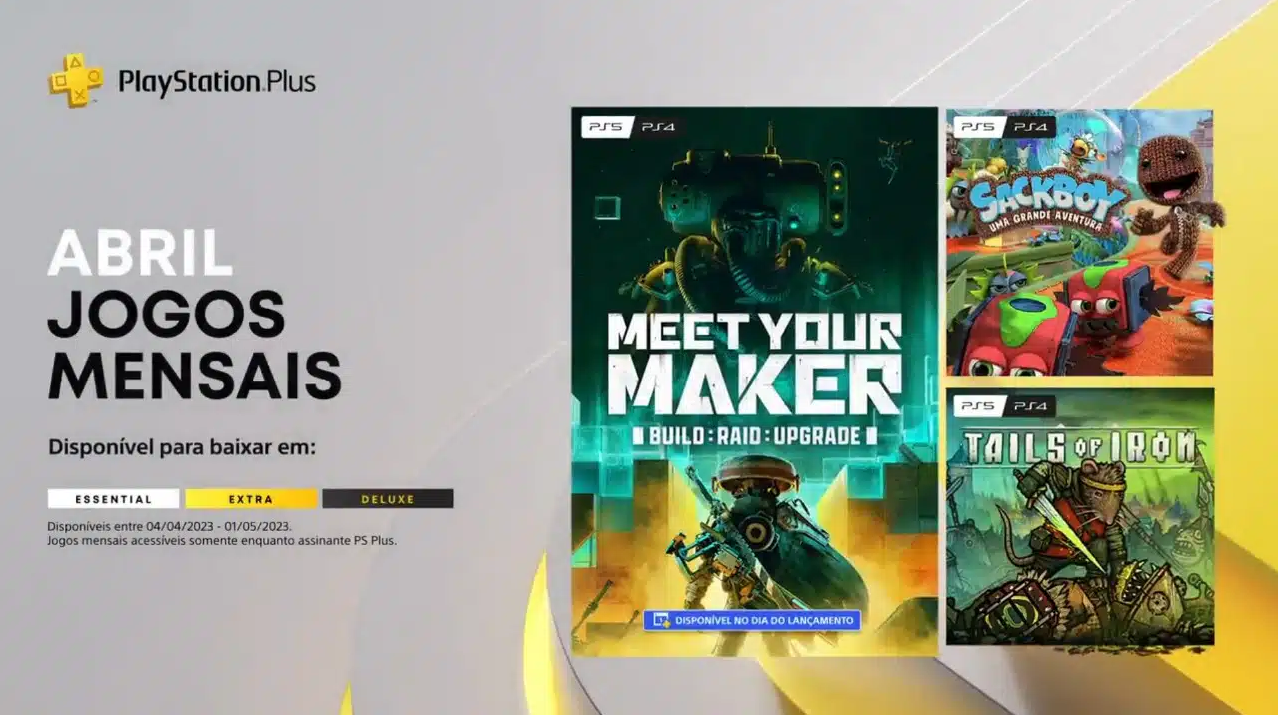 PlayStation.Plus
ABRIL
JOGOS
MENSAIS
Disponível para baixar em:
ESSENTIAL EXTRA DELUXE
Disponíveis entre 04/04/2023 - 01/05/2023.
Jogos mensais acessíveis somente enquanto assinante PS Plus.
PS5 PS4
MEET YOUR
MAKER
BUILD:RAID:UPGRADE
DISPONÍVEL NO DIA DO LANÇAMENTO
PS5 PS4
SACKBOY
UMA GRANDE AVENTURA
PS5 PS4
TAILS OF IRON